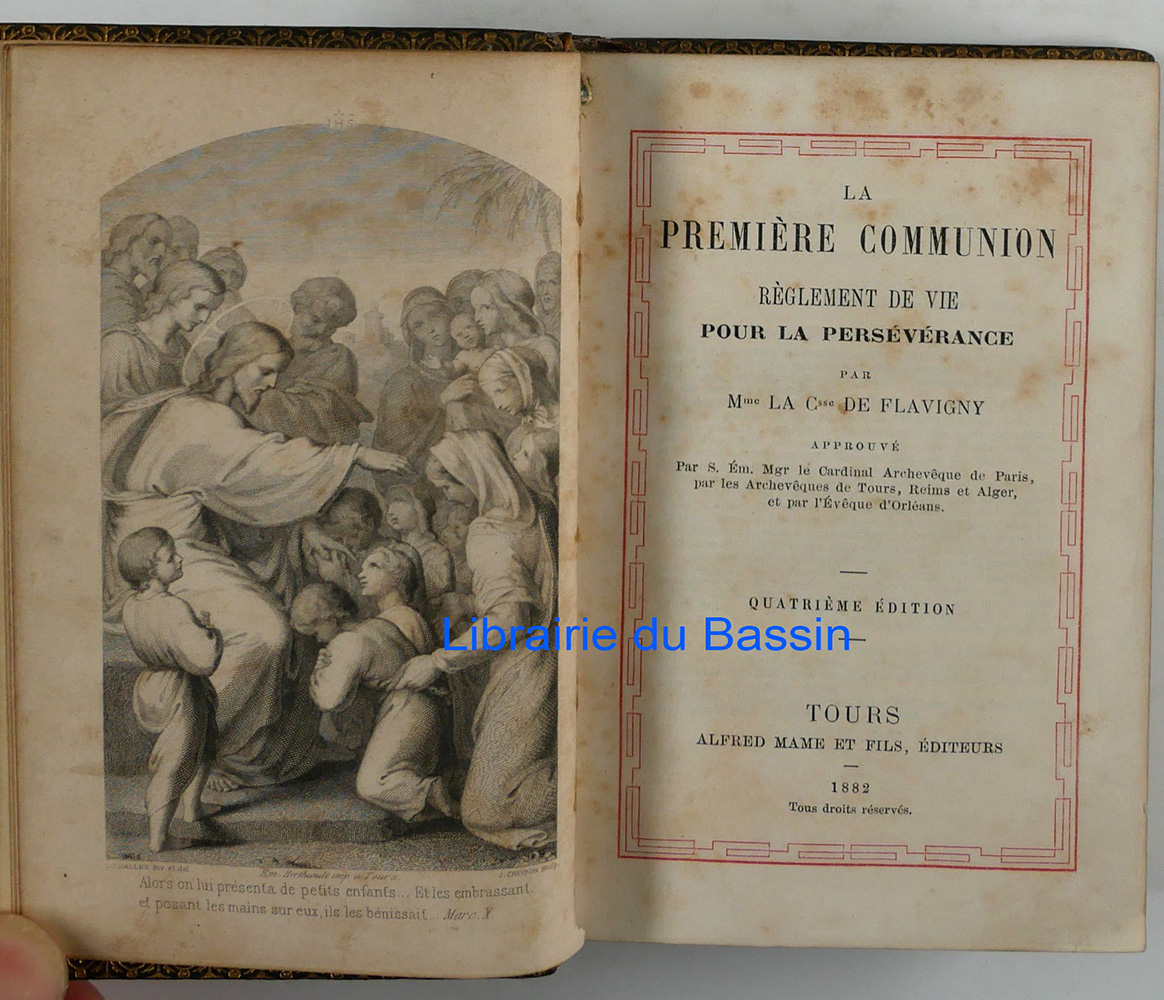 IHS
Alors on lui présenta de petits enfants... Et les embrassant,
et posant les mains sur eux, ils les bénissait... Marc. X
LA
PREMIÈRE COMMUNION
RÈGLEMENT DE VIE
POUR LA PERSÉVÉRANCE
PAR
Mme LA Csse DE FLAVIGNY
APPROUVÉ
Par S. Ém. Mgr le Cardinal Archevêque de Paris,
par les Archevêques de Tours, Reims et Alger,
et par l'Évêque d'Orléans.
QUATRIÈME ÉDITION
Librairie du Bassin
TOURS
ALFRED MAME ET FILS, ÉDITEURS
1882
Tous droits réservés.